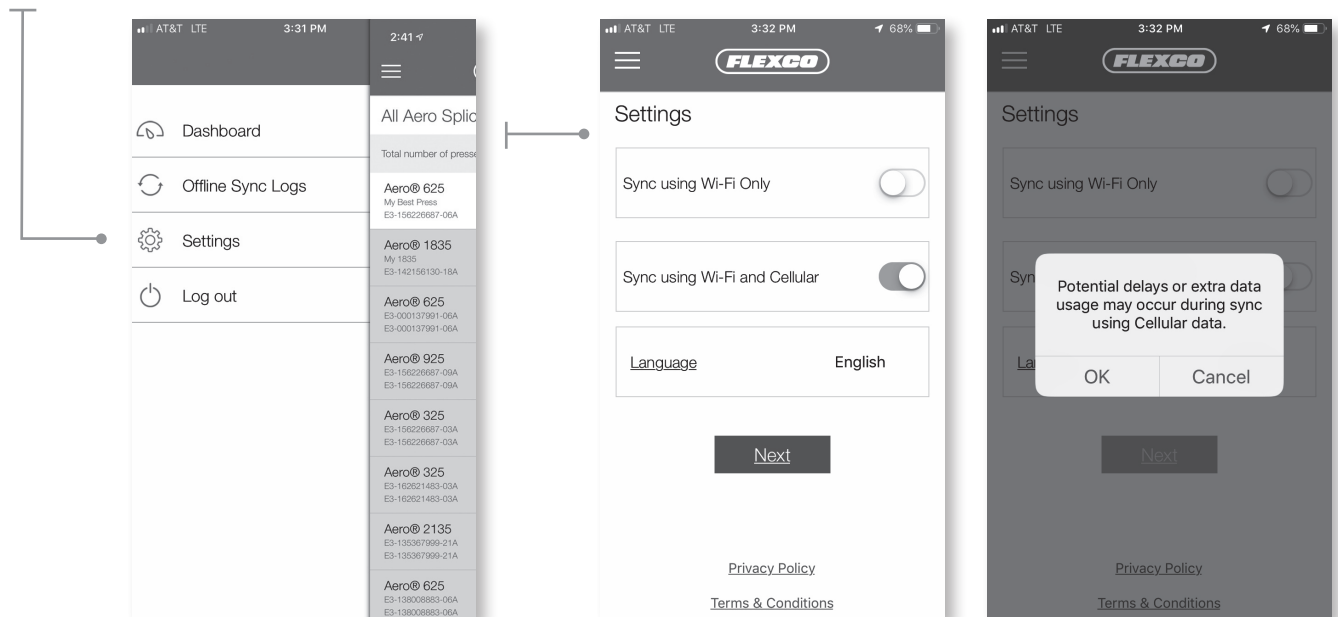 AT&T LTE 3:31 PM
Dashboard
Offline Sync Logs
Settings
Log out
2:41
All Aero Splic
Total number of presse
Aero® 625
My Best Press
E3-156226687-06A
Aero® 1835
My 1835
E3-142156130-18A
Aero® 625
E3-000137991-06A
E3-000137991-06A
Aero® 925
E3-156226687-09A
E3-156226687-09A
Aero® 325
E3-156226687-03A
E3-156226687-03A
Aero® 325
E3-162621483-03A
E3-162621483-03A
Aero® 2135
E3-135367999-21A
E3-135367999-21A
Aero® 625
E3-138008883-06A
E3-138008883-06A
AT&T LTE 3:32 PM 68%
FLEXCO
Settings
Sync using Wi-Fi Only
Sync using Wi-Fi and Cellular
Language English
Next
Privacy Policy
Terms & Conditions
AT&T LTE 3:32 PM 68%
FLEXCO
Settings
Sync using Wi-Fi Only
Syn
Potential delays or extra data
usage may occur during sync
using Cellular data.
La
OK Cancel
Next
Privacy Policy
Terms & Conditions